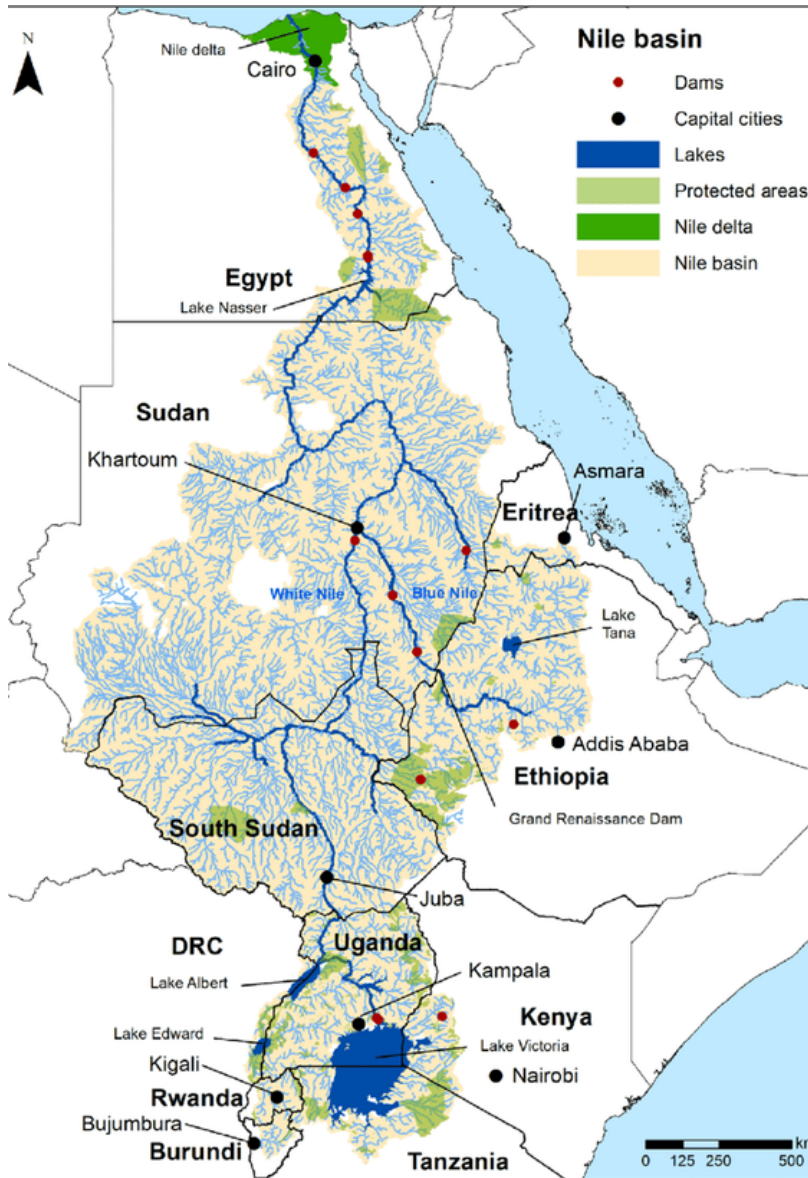 N
Nile delta
Cairo
Nile basin
Dams
Capital cities
Lakes
Protected areas
Nile delta
Nile basin
Egypt
Lake Nasser
Sudan
Khartoum
Asmara
Eritrea
White Nile
Blue Nile
Lake
Tana
Addis Ababa
Ethiopia
Grand Renaissance Dam
South Sudan
Juba
DRC
Uganda
Lake Albert
Kampala
Kenya
Lake Edward
Lake Victoria
Kigali
Nairobi
Rwanda
Bujumbura
Burundi
Tanzania
km
0 125 250 500